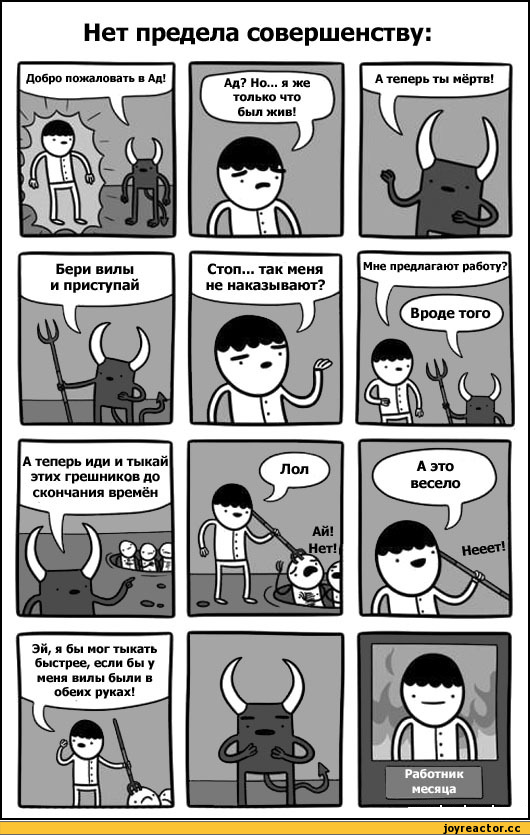 Нет предела совершенству:
Добро пожаловать в Ад!
Ад? Но... я же
только что
был жив!
А теперь ты мёртв!
Бери вилы
и приступай
Стоп... так меня
не наказывают?
Мне предлагают работу?
Вроде того
А теперь иди и тыкай
этих грешников до
скончания времён
Лол
Ай!
Нет!
А это
весело
Нееет!
Эй, я бы мог тыкать
быстрее, если бы у
меня вилы были в
обеих руках!
Работник
месяца
joyreactor.cc